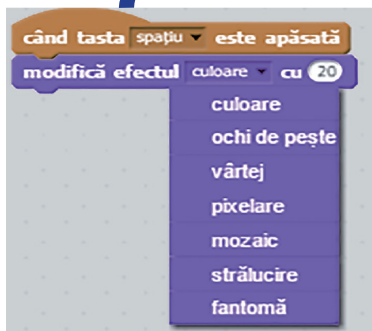 când tasta spațiu este apăsată
modifică efectul culoare cu 20
culoare
ochi de pește
vârtej
pixelare
mozaic
strălucire
fantomă